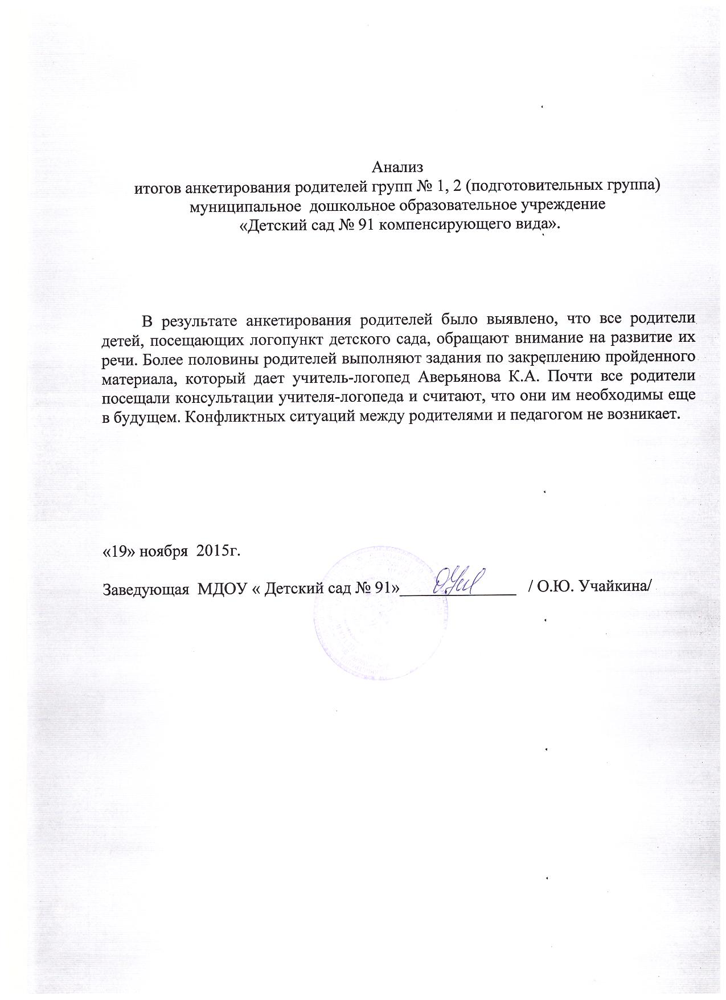 Анализ
итогов анкетирования родителей групп № 1, 2 (подготовительных группа)
муниципальное дошкольное образовательное учреждение
«Детский сад № 91 компенсирующего вида».
В результате анкетирования родителей было выявлено, что все родители
детей, посещающих логопункт детского сада, обращают внимание на развитие их
речи. Более половины родителей выполняют задания по закреплению пройденного
материала, который дает учитель-логопед Аверьянова К.А. Почти все родители
посещали консультации учителя-логопеда и считают, что они им необходимы еще
в будущем. Конфликтных ситуаций между родителями и педагогом не возникает.
«19» ноября 2015г.
Заведующая МДОУ « Детский сад № 91»_______________ / О.Ю. Учайкина/